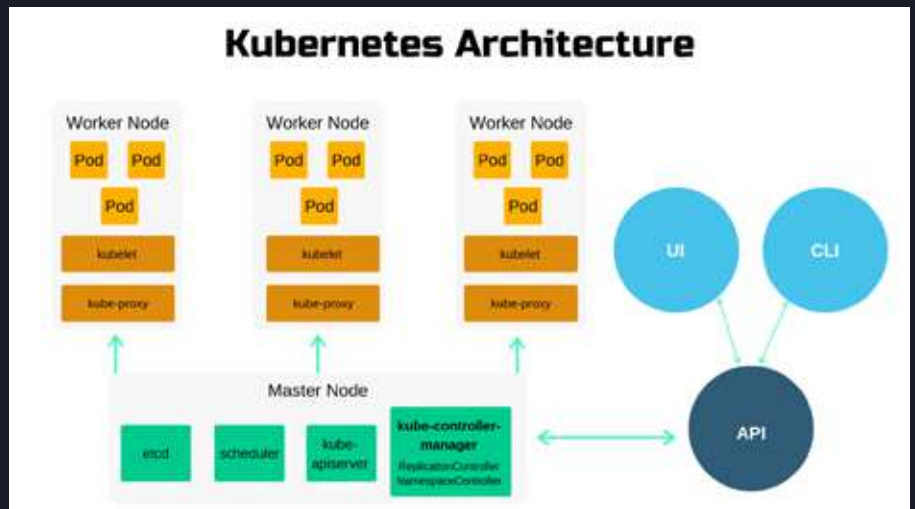 Kubernetes Architecture
Worker Node
Pod Pod
Pod
kubelet
kube-proxy
Worker Node
Pod Pod
Pod
kubelet
kube-proxy
Worker Node
Pod Pod
Pod
kubelet
kube-proxy
UI
CLI
Master Node
etcd
scheduler
kube-
apiserver
kube-controller-
manager
ReplicationController
NamespaceController
API